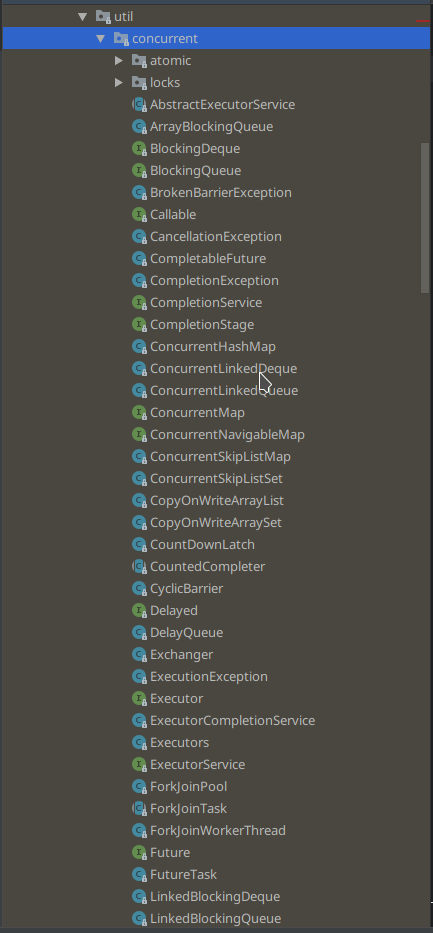 util
concurrent
atomic
locks
AbstractExecutorService
ArrayBlockingQueue
BlockingDeque
BlockingQueue
BrokenBarrierException
Callable
CancellationException
CompletableFuture
CompletionException
CompletionService
CompletionStage
ConcurrentHashMap
ConcurrentLinkedDeque
ConcurrentLinkedQueue
ConcurrentMap
ConcurrentNavigableMap
ConcurrentSkipListMap
ConcurrentSkipListSet
CopyOnWriteArrayList
CopyOnWriteArraySet
CountDownLatch
CountedCompleter
CyclicBarrier
Delayed
DelayQueue
Exchanger
ExecutionException
Executor
ExecutorCompletionService
Executors
ExecutorService
ForkJoinPool
ForkJoinTask
ForkJoinWorkerThread
Future
FutureTask
LinkedBlockingDeque
LinkedBlockingQueue